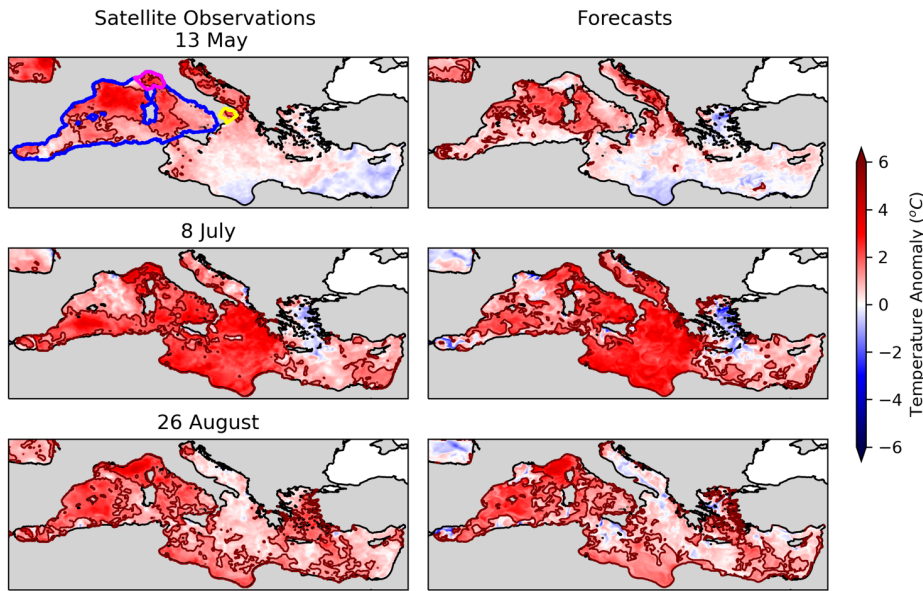 Satellite Observations
13 May
Forecasts
8 July
26 August
6
4
2
0
−2
−4
−6
Temperature Anomaly (°C)